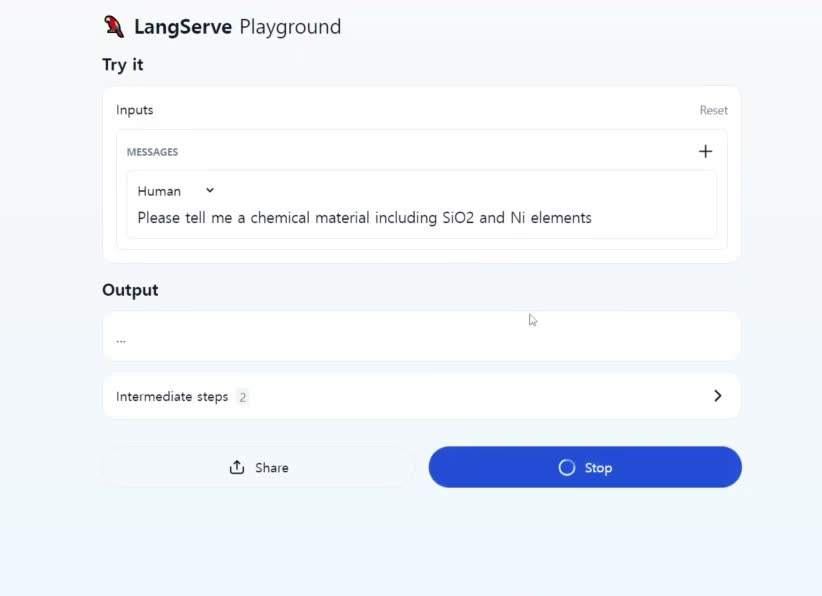 LangServe Playground
Try it
Inputs
Reset
MESSAGES
+
Human
Please tell me a chemical material including SiO2 and Ni elements
Output
...
Intermediate steps 2
Share
Stop